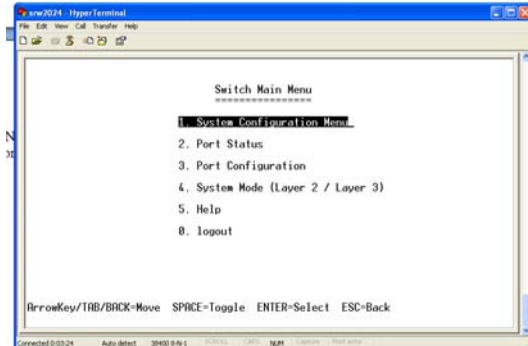 srw2024 - HyperTerminal
File Edit View Call Transfer Help
Switch Main Menu
================
1. System Configuration Menu
2. Port Status
3. Port Configuration
4. System Mode (Layer 2 / Layer 3)
5. Help
0. logout
ArrowKey/TAB/BACK=Move SPACE=Toggle ENTER=Select ESC=Back
Connected 0:03:24 Auto detect 38400 8-N-1 SCROLL CAPS NUM Capture Print echo